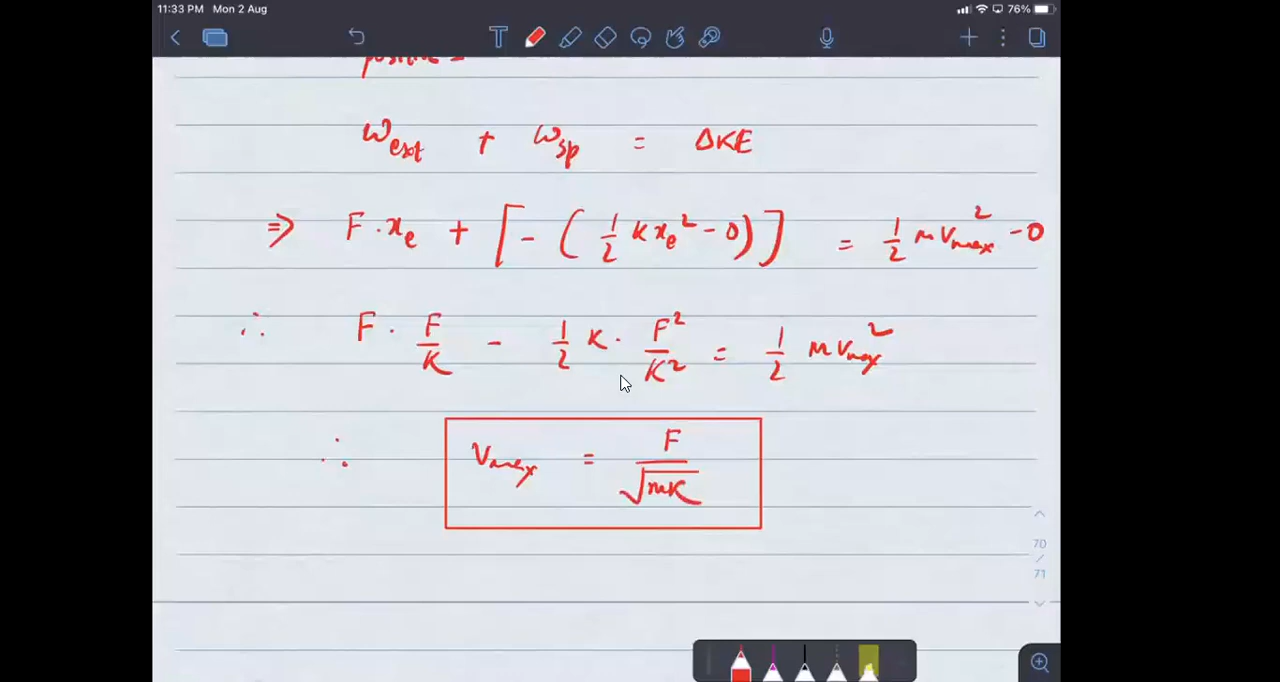 11:33 PM Mon 2 Aug 76%
T
W_ext + W_sp = ΔKE
⇒ F · x_e + [ - ( 1/2 K x_e² - 0 ) ] = 1/2 m V_max² - 0
∴ F · F/K - 1/2 K · F²/K² = 1/2 m V_max²
∴ V_max = F/√mK
70
/
71